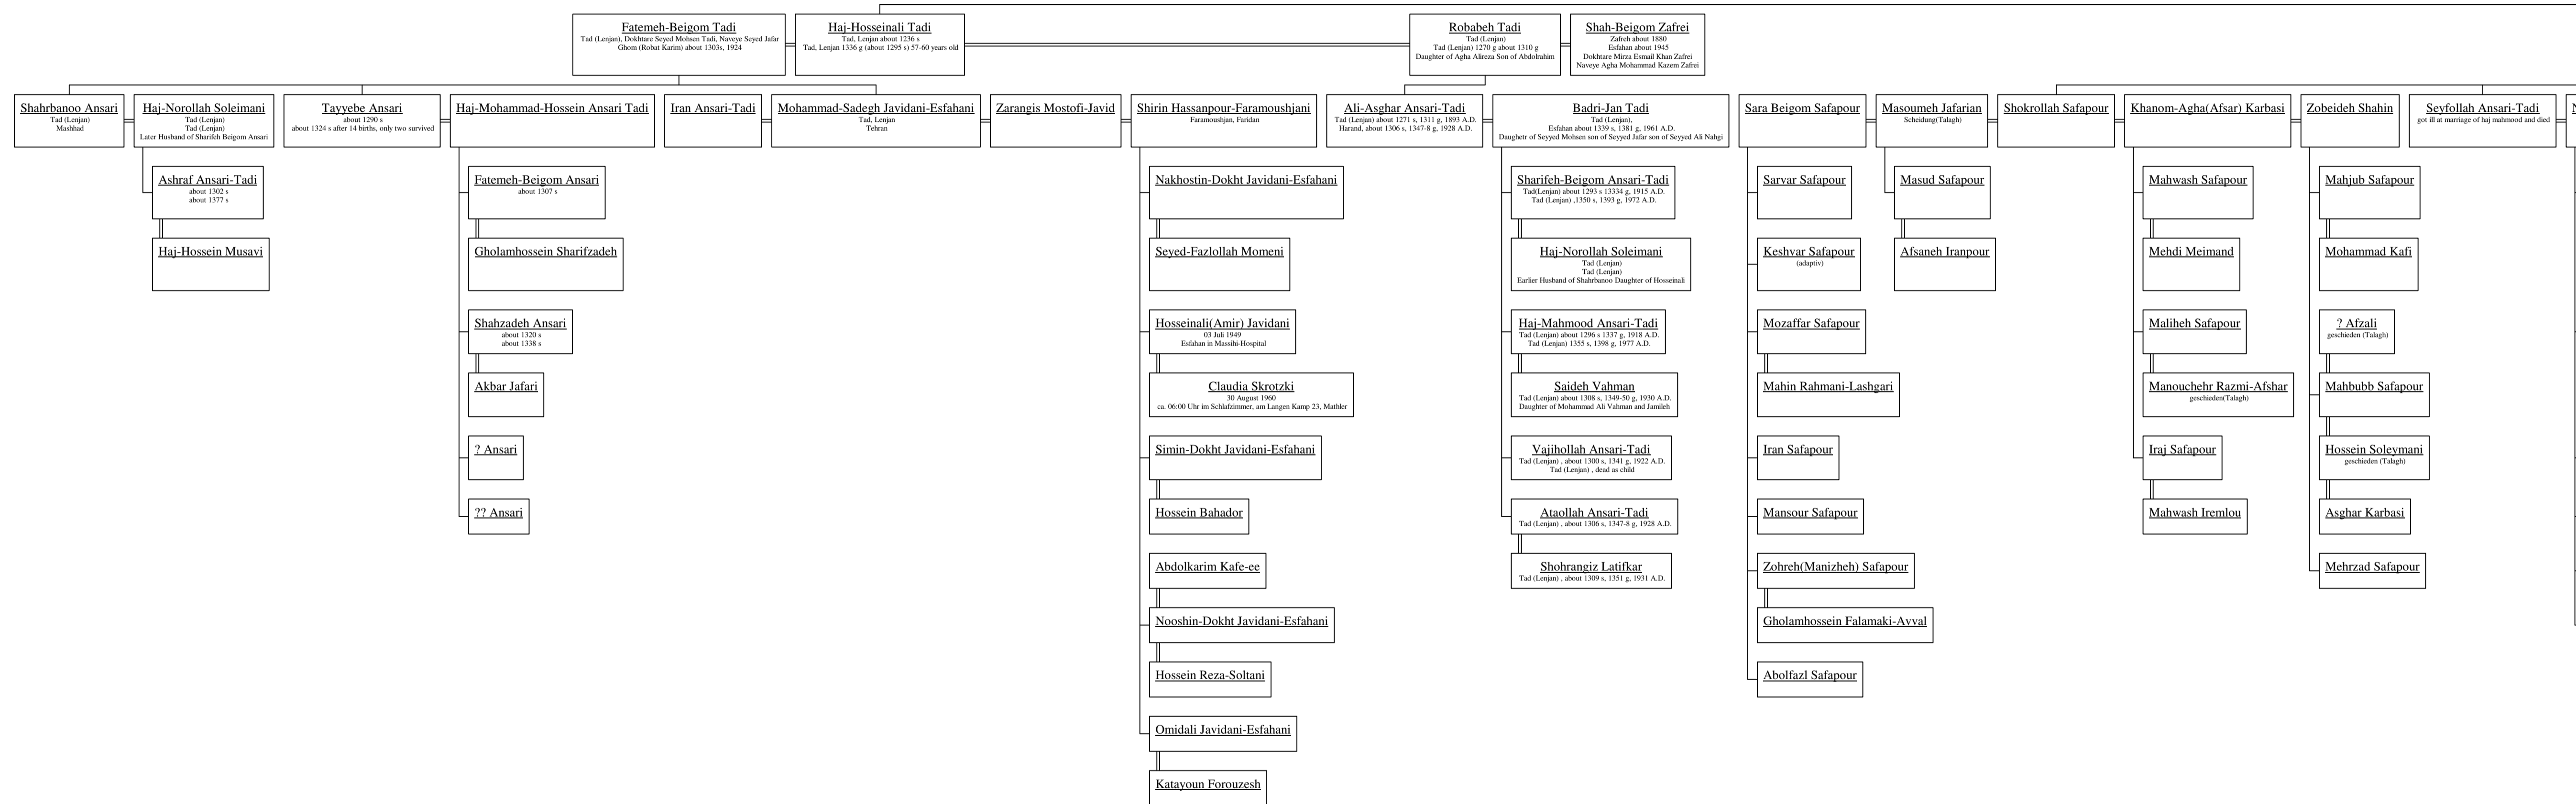 Fatemeh-Beigom Tadi
Tad (Lenjan), Dokhtare Seyed Mohsen Tadi, Naveye Seyed Jafar
Ghom (Robat Karim) about 1303s, 1924
Haj-Hosseinali Tadi
Tad, Lenjan about 1236 s
Tad, Lenjan 1336 g (about 1295 s) 57-60 years old
Robabeh Tadi
Tad (Lenjan)
Tad (Lenjan) 1270 g about 1310 g
Daughter of Agha Alireza Son of Abdolrahim
Shah-Beigom Zafrei
Zafreh about 1880
Esfahan about 1945
Dokhtare Mirza Esmail Khan Zafrei
Naveye Agha Mohammad Kazem Zafrei
Shahrbanoo Ansari
Tad (Lenjan)
Mashhad
Haj-Norollah Soleimani
Tad (Lenjan)
Tad (Lenjan)
Later Husband of Sharifeh Beigom Ansari
Tayyebe Ansari
about 1290 s
about 1324 s after 14 births, only two survived
Haj-Mohammad-Hossein Ansari Tadi
Iran Ansari-Tadi
Mohammad-Sadegh Javidani-Esfahani
Tad, Lenjan
Tehran
Zarangis Mostofi-Javid
Shirin Hassanpour-Faramoushjani
Faramoushjan, Faridan
Ali-Asghar Ansari-Tadi
Tad (Lenjan) about 1271 s, 1311 g, 1893 A.D.
Harand, about 1306 s, 1347-8 g, 1928 A.D.
Badri-Jan Tadi
Tad (Lenjan),
Esfahan about 1339 s, 1381 g, 1961 A.D.
Daughetr of Seyyed Mohsen son of Seyyed Jafar son of Seyyed Ali Nahgi
Sara Beigom Safapour
Masoumeh Jafarian
Scheidung(Talagh)
Shokrollah Safapour
Khanom-Agha(Afsar) Karbasi
Zobeideh Shahin
Seyfollah Ansari-Tadi
got ill at marriage of haj mahmood and died
Ashraf Ansari-Tadi
about 1302 s
about 1377 s
Haj-Hossein Musavi
Fatemeh-Beigom Ansari
about 1307 s
Gholamhossein Sharifzadeh
Shahzadeh Ansari
about 1320 s
about 1338 s
Akbar Jafari
? Ansari
?? Ansari
Nakhostin-Dokht Javidani-Esfahani
Seyed-Fazlollah Momeni
Hosseinali(Amir) Javidani
03 Juli 1949
Esfahan in Massihi-Hospital
Claudia Skrotzki
30 August 1960
ca. 06:00 Uhr im Schlafzimmer, am Langen Kamp 23, Mathler
Simin-Dokht Javidani-Esfahani
Hossein Bahador
Abdolkarim Kafe-ee
Nooshin-Dokht Javidani-Esfahani
Hossein Reza-Soltani
Omidali Javidani-Esfahani
Katayoun Forouzesh
Sharifeh-Beigom Ansari-Tadi
Tad(Lenjan) about 1293 s 13334 g, 1915 A.D.
Tad (Lenjan) ,1350 s, 1393 g, 1972 A.D.
Haj-Norollah Soleimani
Tad (Lenjan)
Tad (Lenjan)
Earlier Husband of Shahrbanoo Daughter of Hosseinali
Haj-Mahmood Ansari-Tadi
Tad (Lenjan) about 1296 s 1337 g, 1918 A.D.
Tad (Lenjan) 1355 s, 1398 g, 1977 A.D.
Saideh Vahman
Tad (Lenjan) about 1308 s, 1349-50 g, 1930 A.D.
Daughter of Mohammad Ali Vahman and Jamileh
Vajihollah Ansari-Tadi
Tad (Lenjan) , about 1300 s, 1341 g, 1922 A.D.
Tad (Lenjan) , dead as child
Ataollah Ansari-Tadi
Tad (Lenjan) , about 1306 s, 1347-8 g, 1928 A.D.
Shohrangiz Latifkar
Tad (Lenjan) , about 1309 s, 1351 g, 1931 A.D.
Sarvar Safapour
Keshvar Safapour
(adaptiv)
Mozaffar Safapour
Mahin Rahmani-Lashgari
Iran Safapour
Mansour Safapour
Zohreh(Manizheh) Safapour
Gholamhossein Falamaki-Avval
Abolfazl Safapour
Masud Safapour
Afsaneh Iranpour
Mahwash Safapour
Mehdi Meimand
Maliheh Safapour
Manouchehr Razmi-Afshar
geschieden(Talagh)
Iraj Safapour
Mahwash Iremlou
Mahjub Safapour
Mohammad Kafi
? Afzali
geschieden (Talagh)
Mahbubb Safapour
Hossein Soleymani
geschieden (Talagh)
Asghar Karbasi
Mehrzad Safapour